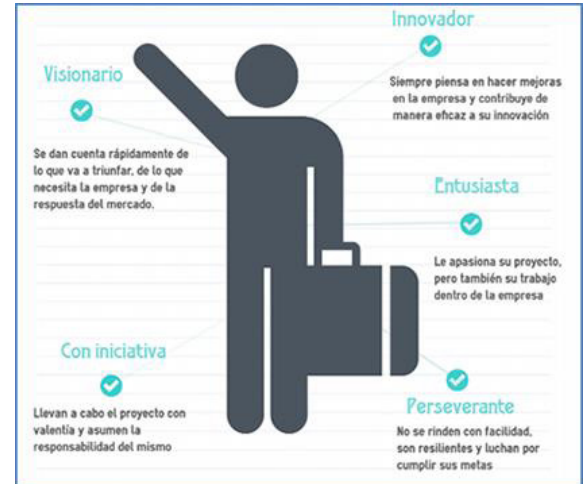 Innovador
Siempre piensa en hacer mejoras
en la empresa y contribuye de
manera eficaz a su innovación
Visionario
Se dan cuenta rápidamente de
lo que va a triunfar, de lo que
necesita la empresa y de la
respuesta del mercado.
Entusiasta
Le apasiona su proyecto,
pero también su trabajo
dentro de la empresa
Con iniciativa
Llevan a cabo el proyecto con
valentía y asumen la
responsabilidad del mismo
Perseverante
No se rinden con facilidad,
son resilientes y luchan por
cumplir sus metas